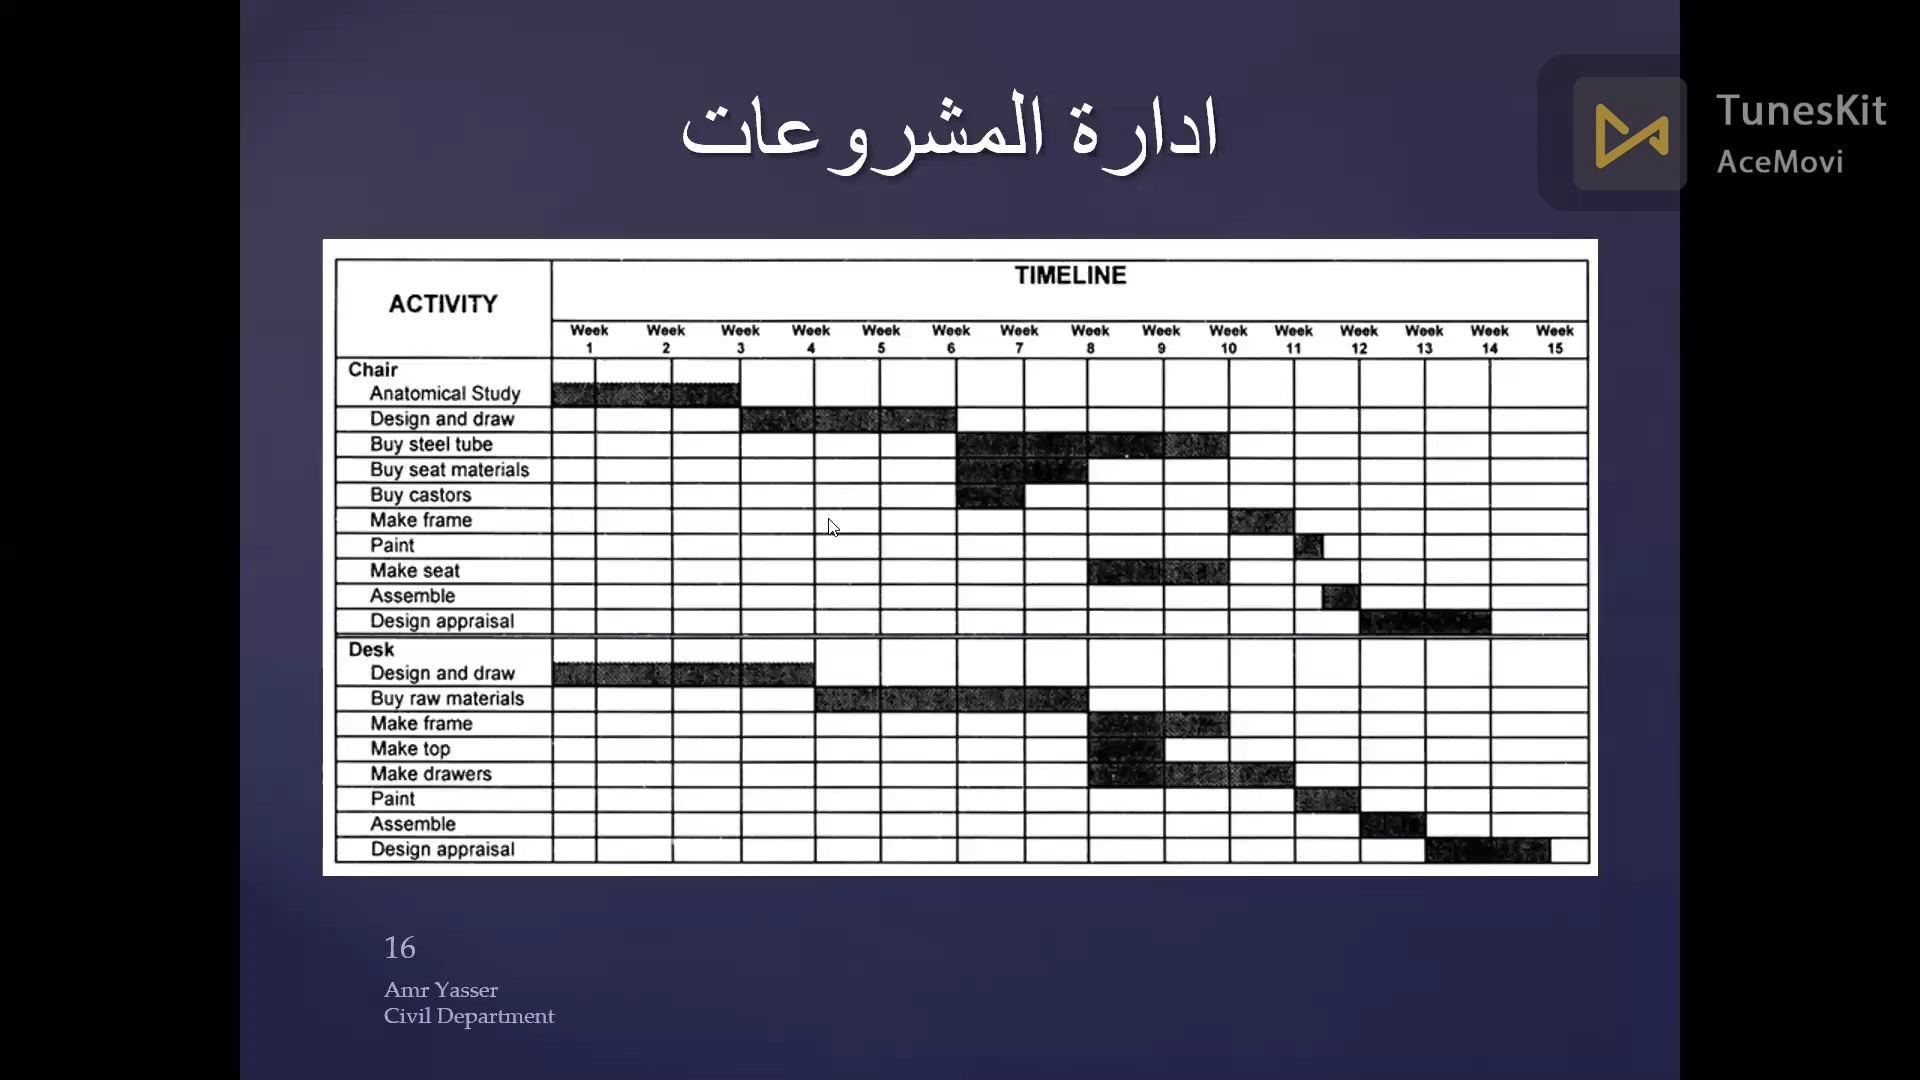 ادارة المشروعات
TunesKit
AceMovi
ACTIVITY
TIMELINE
Week 1 Week 2 Week 3 Week 4 Week 5 Week 6 Week 7 Week 8 Week 9 Week 10 Week 11 Week 12 Week 13 Week 14 Week 15
Chair
Anatomical Study
Design and draw
Buy steel tube
Buy seat materials
Buy castors
Make frame
Paint
Make seat
Assemble
Design appraisal
Desk
Design and draw
Buy raw materials
Make frame
Make top
Make drawers
Paint
Assemble
Design appraisal
16
Amr Yasser
Civil Department